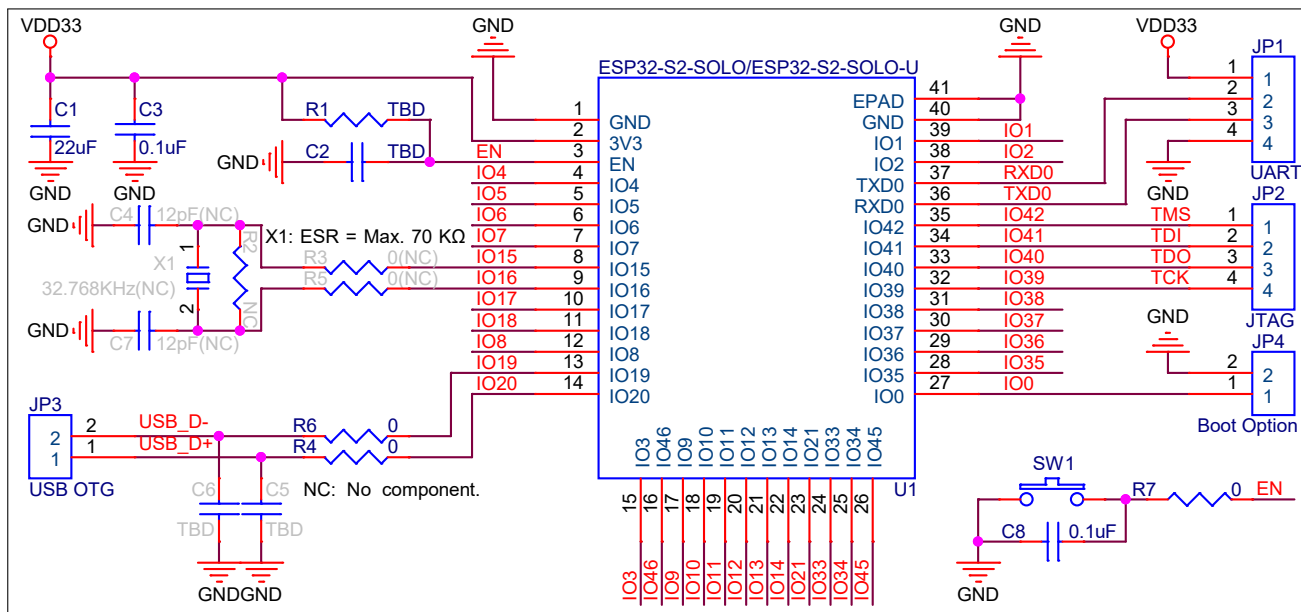 VDD33
GND
GND
VDD33
JP1
ESP32-S2-SOLO/ESP32-S2-SOLO-U
1
2
3
4
1
2
3
4
UART
C1
22uF
GND
C3
0.1uF
GND
R1
TBD
GND
C2
TBD
EN
IO4
IO5
IO6
IO7
IO15
IO16
IO17
IO18
IO8
IO19
IO20
1
2
3
4
5
6
7
8
9
10
11
12
13
14
GND
3V3
EN
IO4
IO5
IO6
IO7
IO15
IO16
IO17
IO18
IO8
IO19
IO20
EPAD
GND
IO1
IO2
TXD0
RXD0
IO42
IO41
IO40
IO39
IO38
IO37
IO36
IO35
IO0
41
40
39
38
37
36
35
34
33
32
31
30
29
28
27
IO1
IO2
RXD0
TXD0
IO42
IO41
IO40
IO39
IO38
IO37
IO36
IO35
IO0
GND
JP2
TMS
TDI
TDO
TCK
1
2
3
4
1
2
3
4
JTAG
GND
JP4
2
1
2
1
Boot Option
GND
C4
12pF(NC)
X1: ESR = Max. 70 KΩ
R2
NC
1
X1
32.768KHz(NC)
2
R3
0(NC)
R5
0(NC)
GND
C7
12pF(NC)
JP3
2
1
2
1
USB OTG
USB_D-
USB_D+
R6
0
R4
0
C6
TBD
C5
TBD
GND
GND
NC: No component.
IO3
IO46
IO9
IO10
IO11
IO12
IO13
IO14
IO21
IO33
IO34
IO45
U1
15
16
17
18
19
20
21
22
23
24
25
26
IO3
IO46
IO9
IO10
IO11
IO12
IO13
IO14
IO21
IO33
IO34
IO45
SW1
R7
0
EN
C8
0.1uF
GND